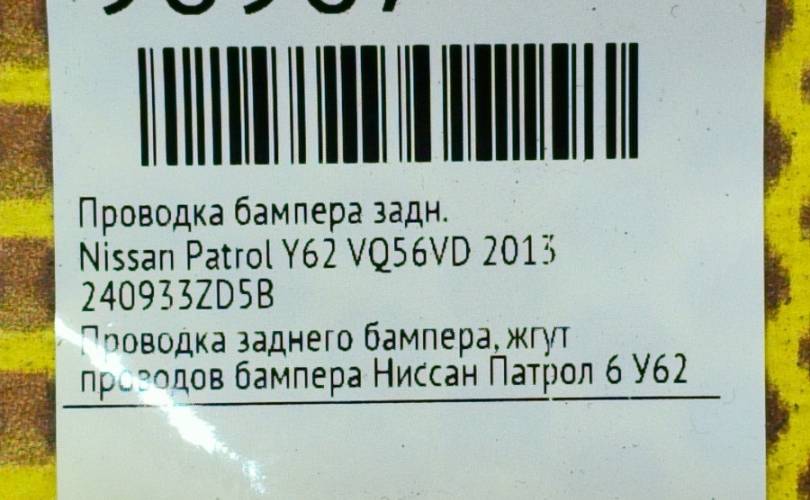 Проводка бампера задн.
Nissan Patrol Y62 VQ56VD 2013
240933ZD5B
Проводка заднего бампера, жгут
проводов бампера Ниссан Патрол 6 У62